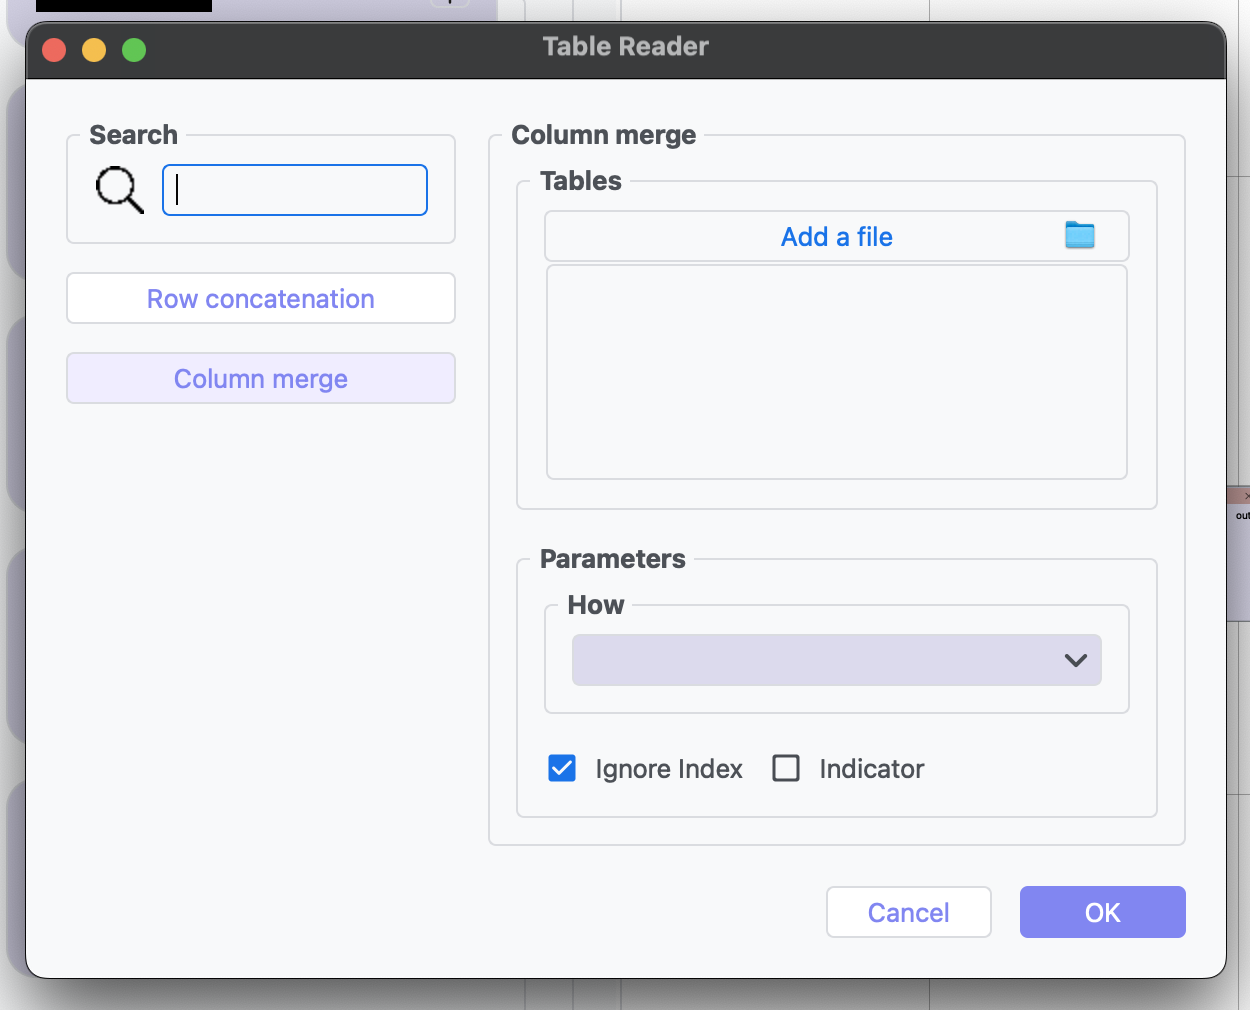 Table Reader
Search
Row concatenation
Column merge
Column merge
Tables
Add a file
Parameters
How
Ignore Index
Indicator
Cancel
OK